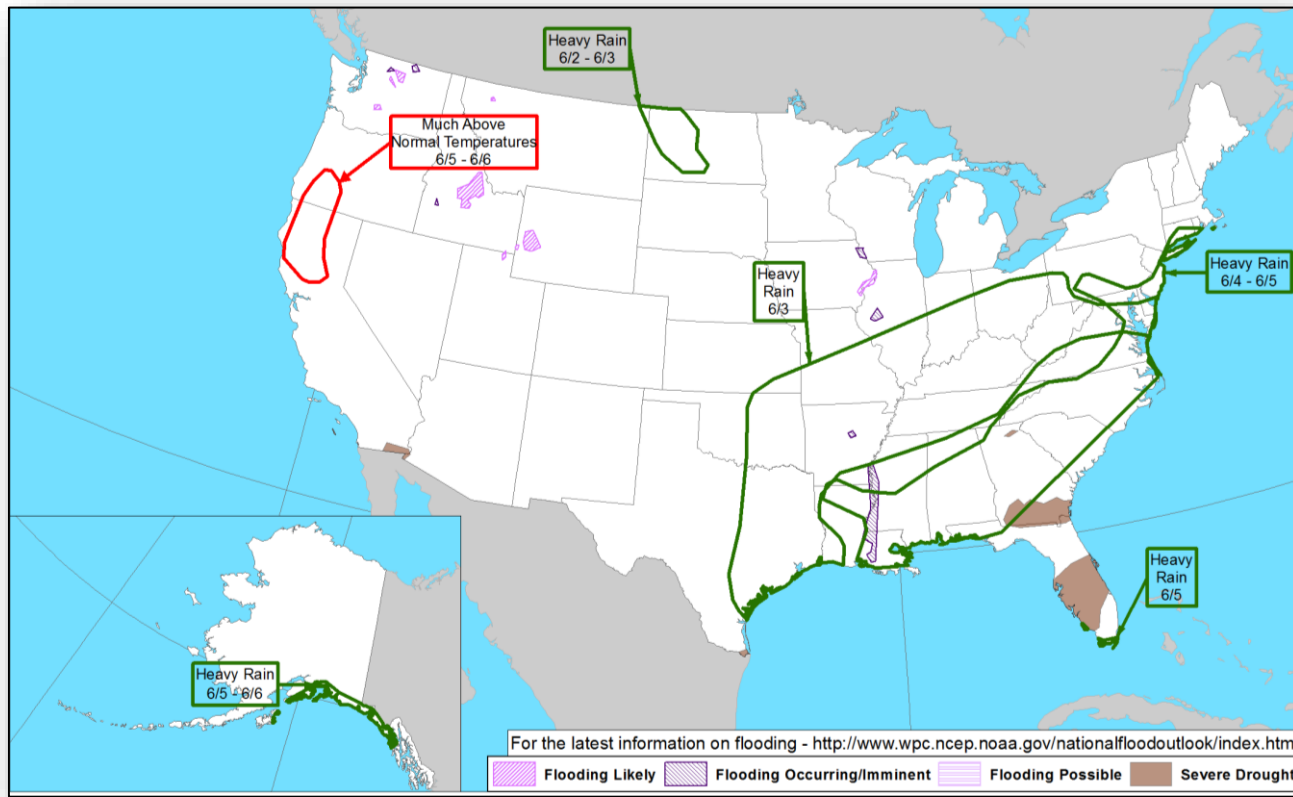 Heavy Rain
6/2 - 6/3
Much Above
Normal Temperatures
6/5 - 6/6
Heavy
Rain
6/3
Heavy Rain
6/4 - 6/5
Heavy
Rain
6/5
Heavy Rain
6/5 - 6/6
For the latest information on flooding - http://www.wpc.ncep.noaa.gov/nationalfloodoutlook/index.htm
Flooding Likely
Flooding Occurring/Imminent
Flooding Possible
Severe Drought